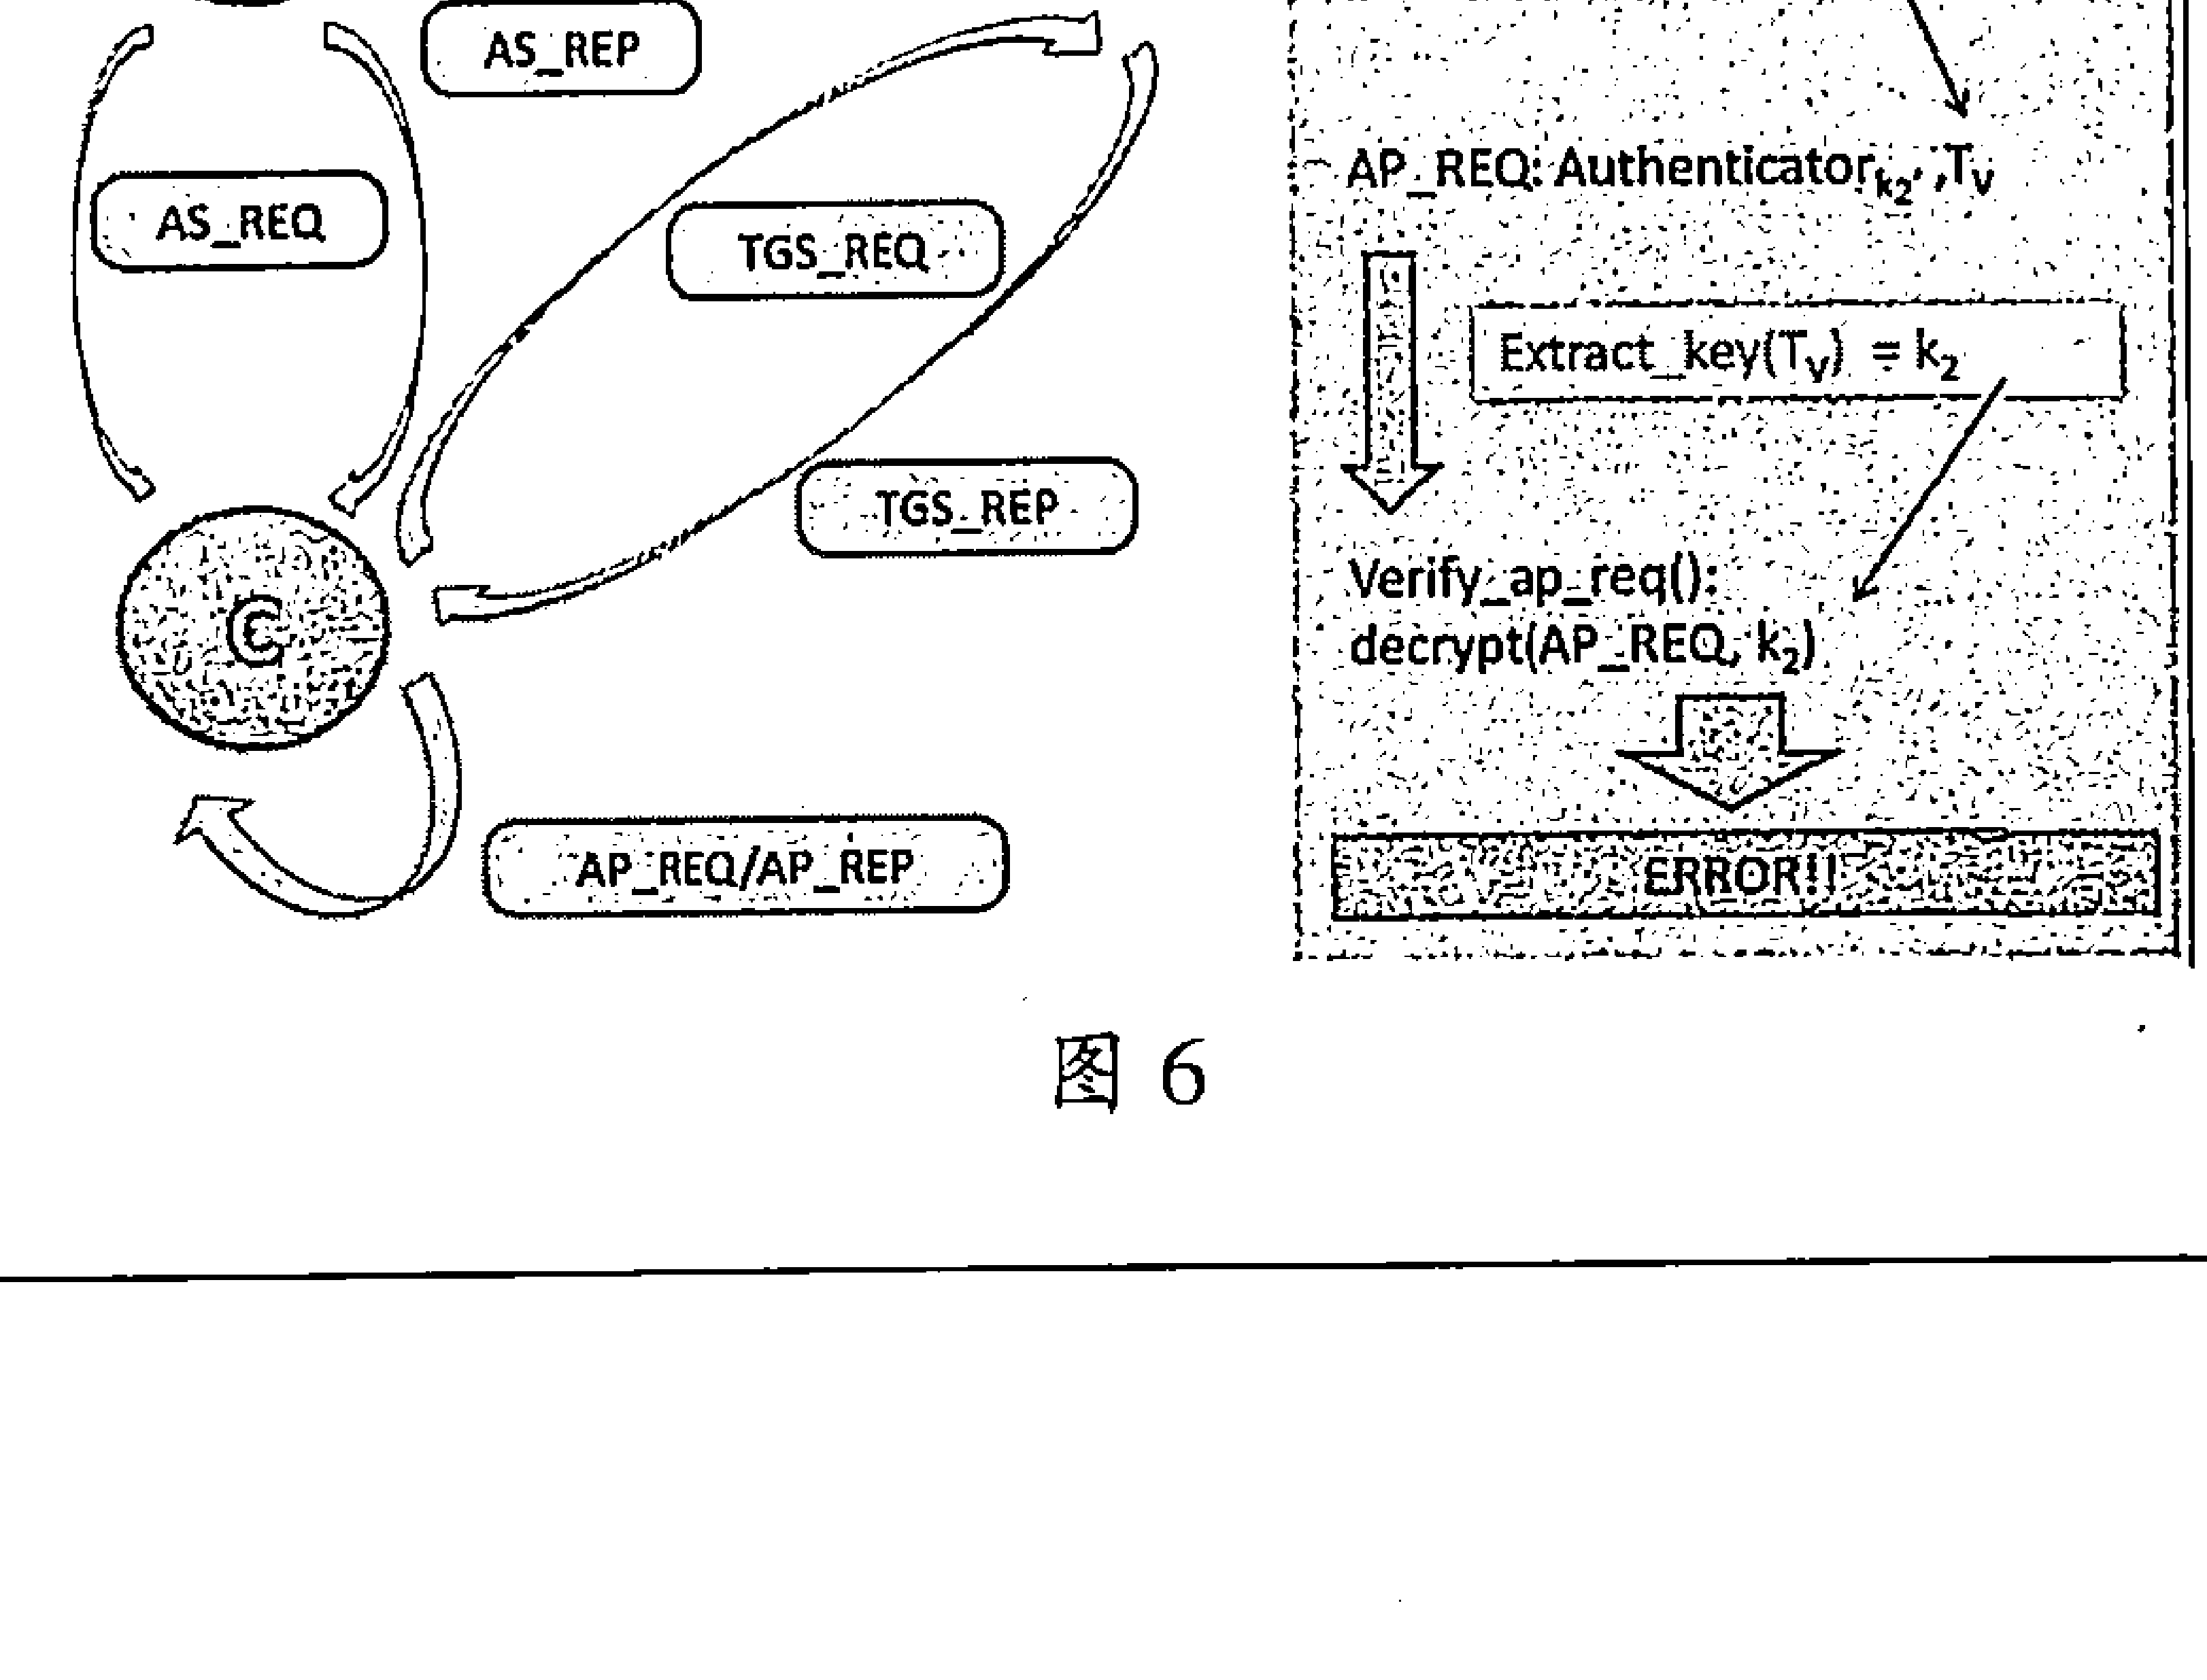 AS_REP
AS_REQ
TGS_REQ
TGS_REP
C
AP_REQ/AP_REP
AP_REQ: Authenticatork2', Tv
Extract_key(Tv) = k2
Verify_ap_req():
decrypt(AP_REQ, k2)
ERROR!!
图 6